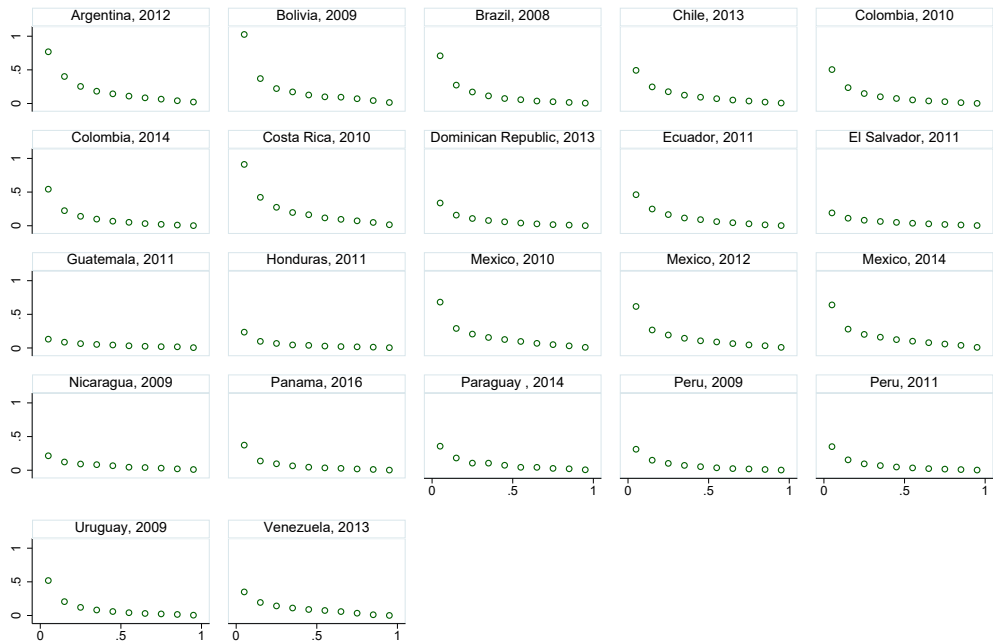 Argentina, 2012
Bolivia, 2009
Brazil, 2008
Chile, 2013
Colombia, 2010
1
.5
0
Colombia, 2014
Costa Rica, 2010
Dominican Republic, 2013
Ecuador, 2011
El Salvador, 2011
1
.5
0
Guatemala, 2011
Honduras, 2011
Mexico, 2010
Mexico, 2012
Mexico, 2014
1
.5
0
Nicaragua, 2009
Panama, 2016
Paraguay , 2014
Peru, 2009
Peru, 2011
1
.5
0
0 .5 1
0 .5 1
0 .5 1
Uruguay, 2009
Venezuela, 2013
1
.5
0
0 .5 1
0 .5 1